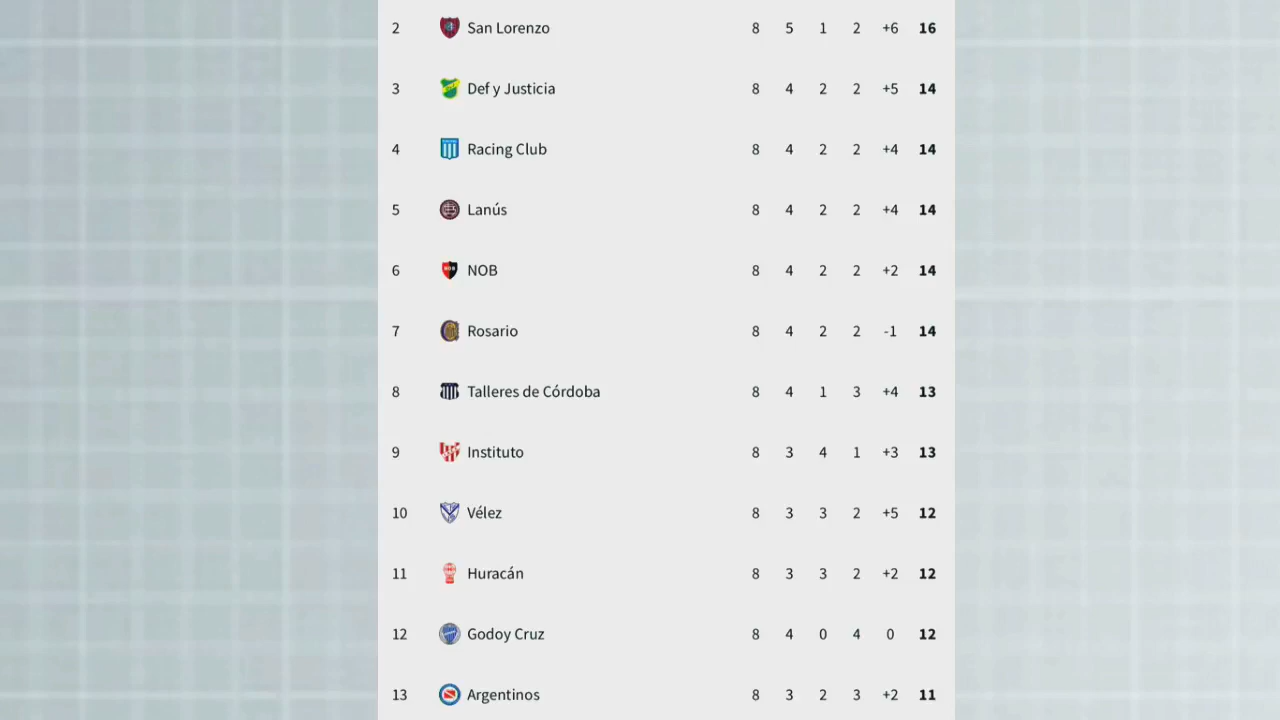 2 San Lorenzo 8 5 1 2 +6 16
3 Def y Justicia 8 4 2 2 +5 14
4 Racing Club 8 4 2 2 +4 14
5 Lanús 8 4 2 2 +4 14
6 NOB 8 4 2 2 +2 14
7 Rosario 8 4 2 2 -1 14
8 Talleres de Córdoba 8 4 1 3 +4 13
9 Instituto 8 3 4 1 +3 13
10 Vélez 8 3 3 2 +5 12
11 Huracán 8 3 3 2 +2 12
12 Godoy Cruz 8 4 0 4 0 12
13 Argentinos 8 3 2 3 +2 11